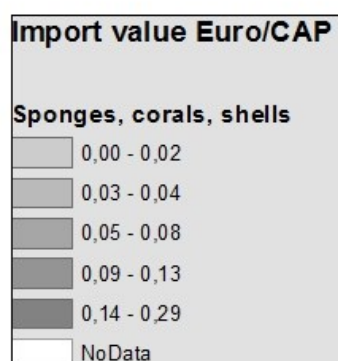 Import value Euro/CAP
Sponges, corals, shells
0,00 - 0,02
0,03 - 0,04
0,05 - 0,08
0,09 - 0,13
0,14 - 0,29
NoData